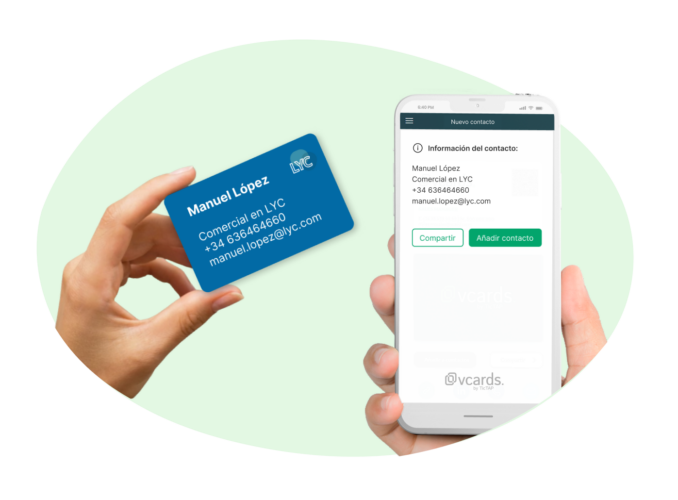 Manuel López
LYC
Comercial en LYC
+34 636464660
manuel.lopez@lyc.com
Nuevo contacto
Información del contacto:
Manuel López
Comercial en LYC
+34 636464660
manuel.lopez@lyc.com
Compartir
Añadir contacto
vcards
vcards.